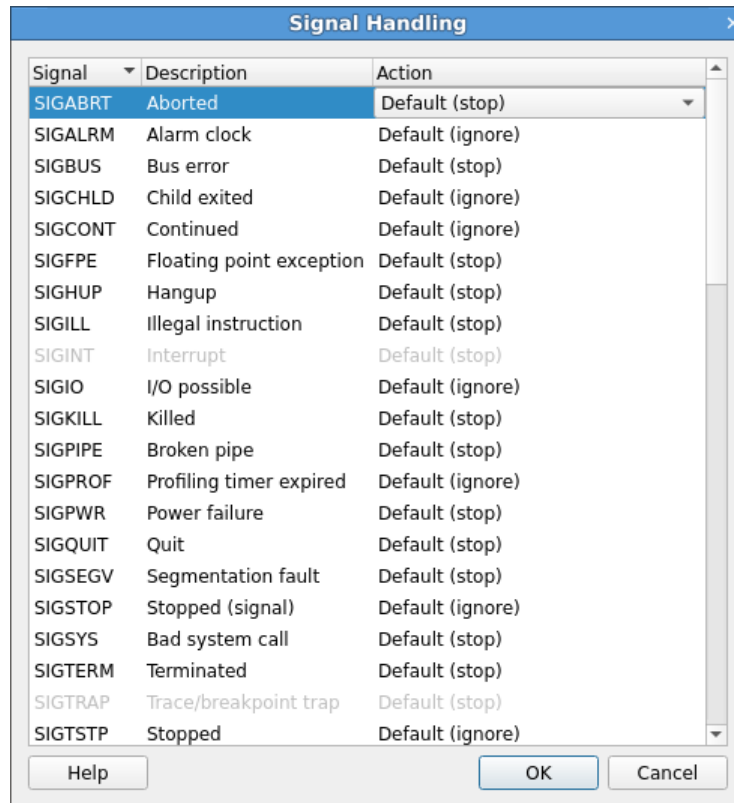 Signal Handling
Signal Description Action
SIGABRT Aborted Default (stop)
SIGALRM Alarm clock Default (ignore)
SIGBUS Bus error Default (stop)
SIGCHLD Child exited Default (ignore)
SIGCONT Continued Default (ignore)
SIGFPE Floating point exception Default (stop)
SIGHUP Hangup Default (stop)
SIGILL Illegal instruction Default (stop)
SIGINT Interrupt Default (stop)
SIGIO I/O possible Default (ignore)
SIGKILL Killed Default (stop)
SIGPIPE Broken pipe Default (stop)
SIGPROF Profiling timer expired Default (ignore)
SIGPWR Power failure Default (stop)
SIGQUIT Quit Default (stop)
SIGSEGV Segmentation fault Default (stop)
SIGSTOP Stopped (signal) Default (ignore)
SIGSYS Bad system call Default (stop)
SIGTERM Terminated Default (stop)
SIGTRAP Trace/breakpoint trap Default (stop)
SIGTSTP Stopped Default (ignore)
Help OK Cancel